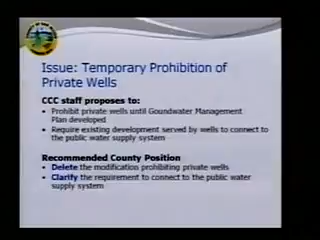 Issue: Temporary Prohibition of
Private Wells
CCC staff proposes to:
• Prohibit private wells until Goundwater Management
Plan developed
• Require existing development served by wells to connect to
the public water supply system
Recommended County Position
• Delete the modification prohibiting private wells
• Clarify the requirement to connect to the public water
supply system